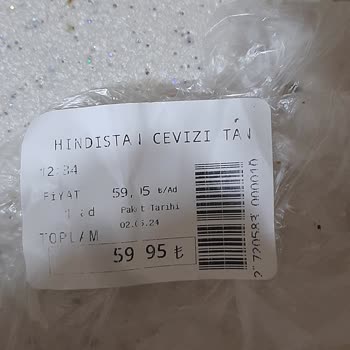 HINDISTAN CEVIZI TAN
12:34
FIYAT 59,95 ₺/Ad
1 Ad Paket Tarihi
02.05.24
TOPLAM
59 95 ₺
2 720583 000010